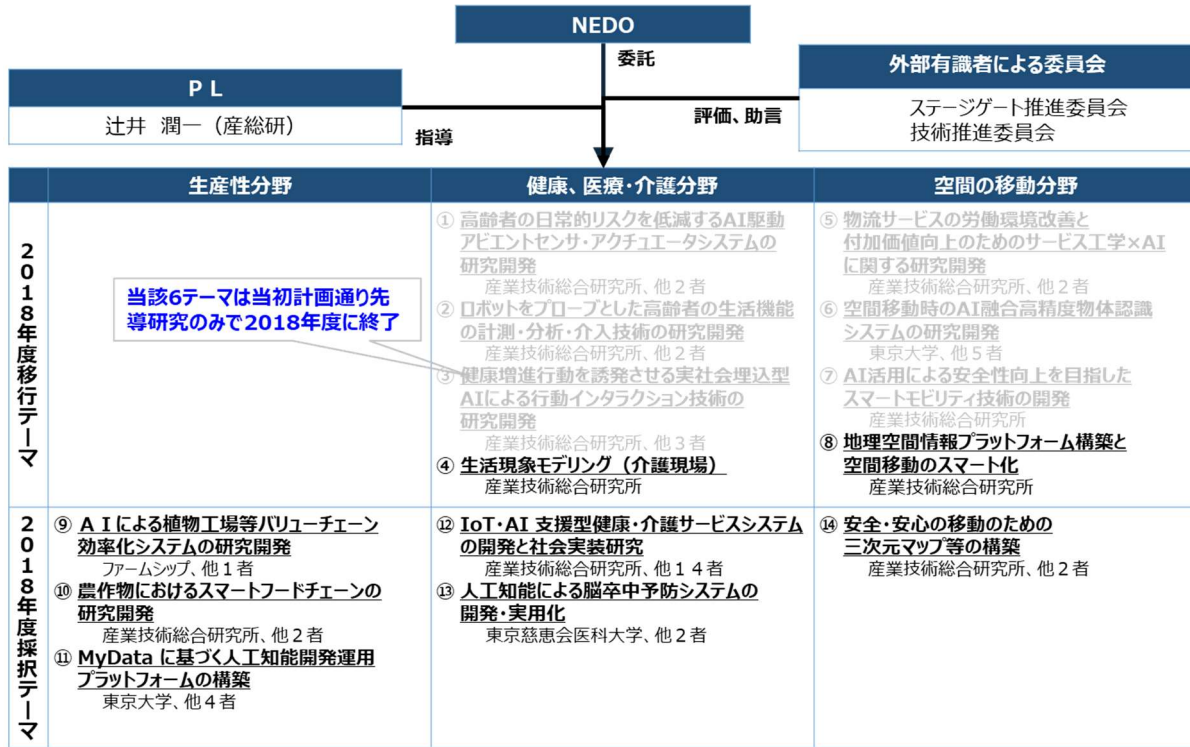 NEDO
委託
PL
辻井 潤一（産総研）
指導
外部有識者による委員会
ステージゲート推進委員会
技術推進委員会
評価、助言
生産性分野
健康、医療・介護分野
空間の移動分野
2018年度移行テーマ
当該6テーマは当初計画通り先
導研究のみで2018年度に終了
① 高齢者の日常的リスクを低減するAI駆動
アビエントセンサ・アクチュエータシステムの
研究開発
産業技術総合研究所、他２者
② ロボットをプローブとした高齢者の生活機能
の計測・分析・介入技術の研究開発
産業技術総合研究所、他２者
③ 健康増進行動を誘発させる実社会埋込型
AIによる行動インタラクション技術の
研究開発
産業技術総合研究所、他３者
④ 生活現象モデリング（介護現場）
産業技術総合研究所
⑤ 物流サービスの労働環境改善と
付加価値向上のためのサービス工学×AI
に関する研究開発
産業技術総合研究所、他２者
⑥ 空間移動時のAI融合高精度物体認識
システムの研究開発
東京大学、他５者
⑦ AI活用による安全性向上を目指した
スマートモビリティ技術の開発
産業技術総合研究所
⑧ 地理空間情報プラットフォーム構築と
空間移動のスマート化
産業技術総合研究所
2018年度採択テーマ
⑨ ＡＩによる植物工場等バリューチェーン
効率化システムの研究開発
ファームシップ、他１者
⑩ 農作物におけるスマートフードチェーンの
研究開発
産業技術総合研究所、他２者
⑪ MyData に基づく人工知能開発運用
プラットフォームの構築
東京大学、他４者
⑫ IoT・AI 支援型健康・介護サービスシステム
の開発と社会実装研究
産業技術総合研究所、他１４者
⑬ 人工知能による脳卒中予防システムの
開発・実用化
東京慈恵会医科大学、他２者
⑭ 安全・安心の移動のための
三次元マップ等の構築
産業技術総合研究所、他２者